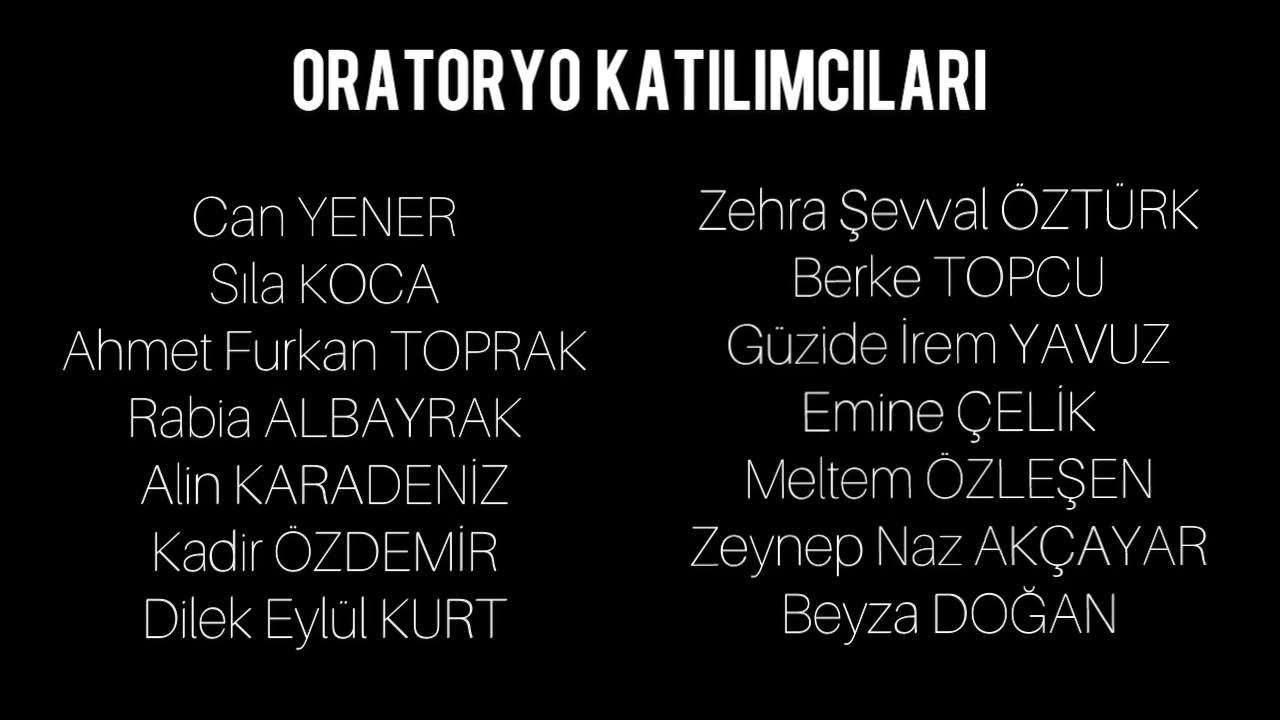 ORATORYO KATILIMCILARI
Can YENER
Sıla KOCA
Ahmet Furkan TOPRAK
Rabia ALBAYRAK
Alin KARADENİZ
Kadir ÖZDEMİR
Dilek Eylül KURT
Zehra Şevval ÖZTÜRK
Berke TOPCU
Güzide İrem YAVUZ
Emine ÇELİK
Meltem ÖZLEŞEN
Zeynep Naz AKÇAYAR
Beyza DOĞAN